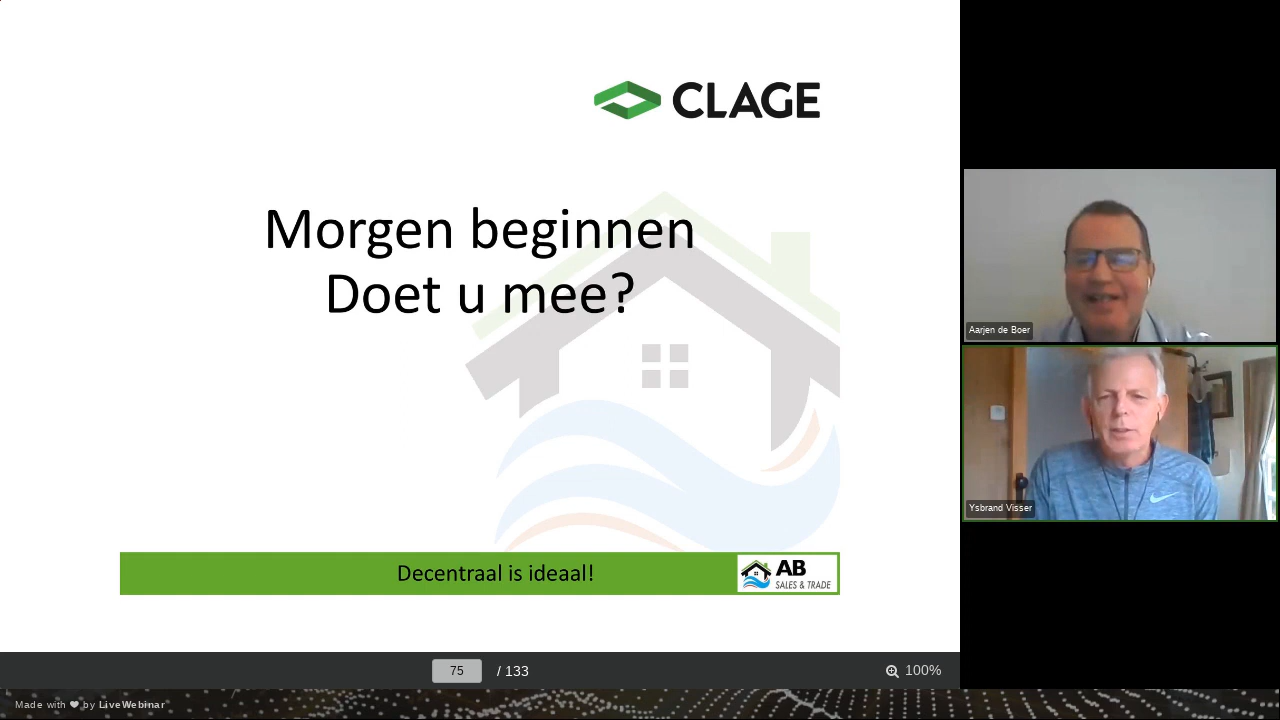 CLAGE
Morgen beginnen
Doet u mee?
Decentraal is ideaal!
AB
SALES & TRADE
Aarjen de Boer
Ysbrand Visser
75 / 133
100%
Made with ❤ by LiveWebinar